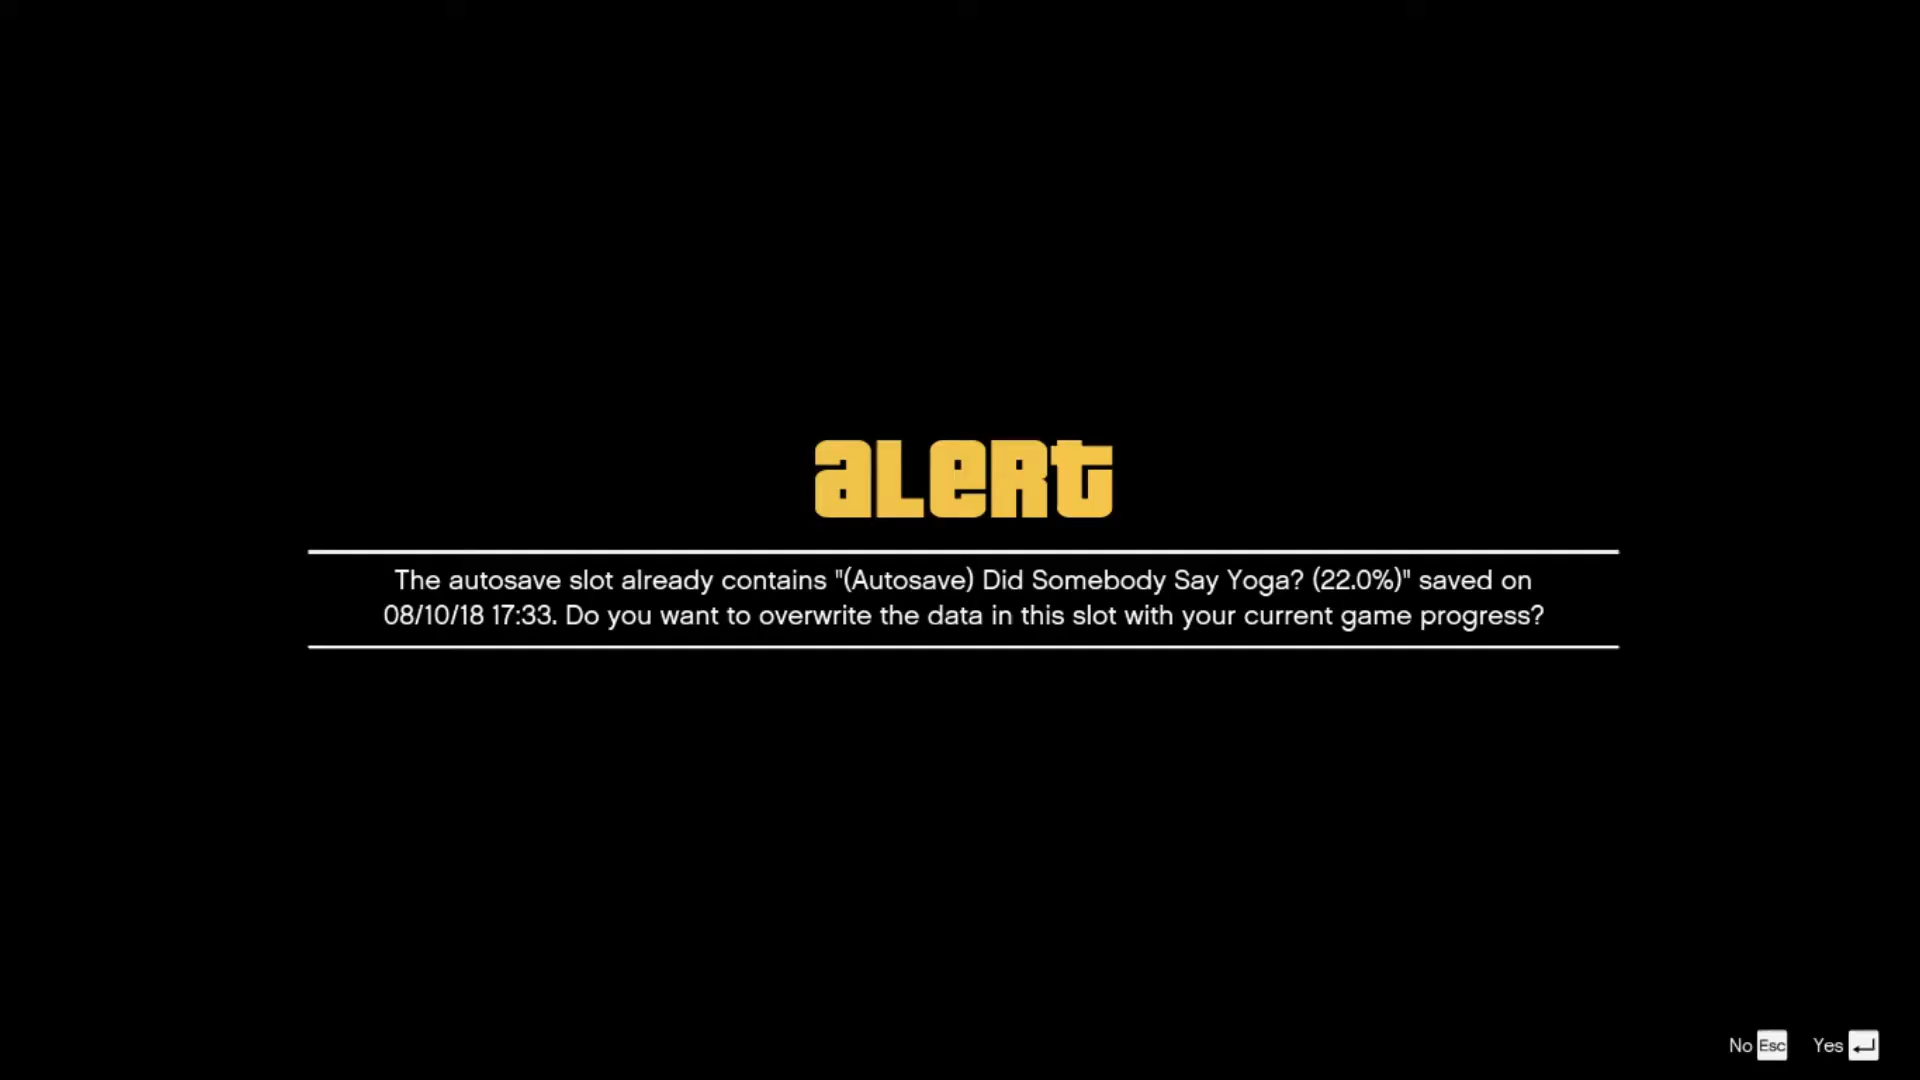 aLeRt
The autosave slot already contains "(Autosave) Did Somebody Say Yoga? (22.0%)" saved on
08/10/18 17:33. Do you want to overwrite the data in this slot with your current game progress?
No Esc Yes